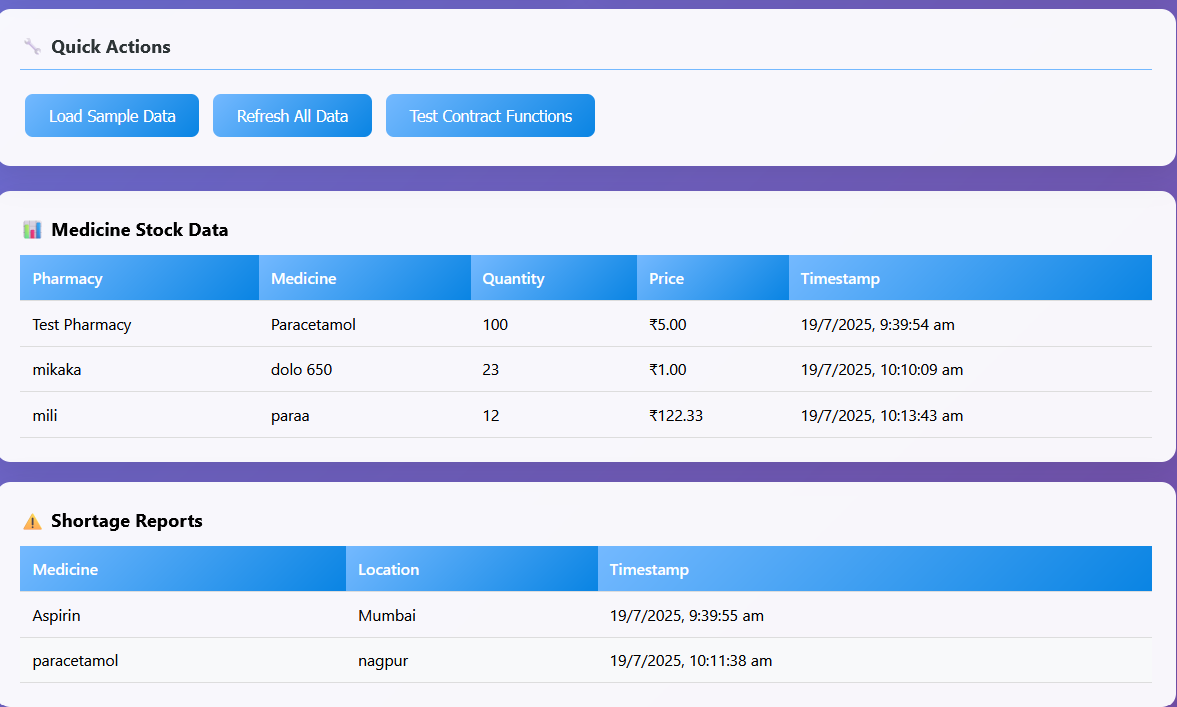 Quick Actions
Load Sample Data Refresh All Data Test Contract Functions
Medicine Stock Data
Pharmacy Medicine Quantity Price Timestamp
Test Pharmacy Paracetamol 100 ₹5.00 19/7/2025, 9:39:54 am
mikaka dolo 650 23 ₹1.00 19/7/2025, 10:10:09 am
mili paraa 12 ₹122.33 19/7/2025, 10:13:43 am
Shortage Reports
Medicine Location Timestamp
Aspirin Mumbai 19/7/2025, 9:39:55 am
paracetamol nagpur 19/7/2025, 10:11:38 am